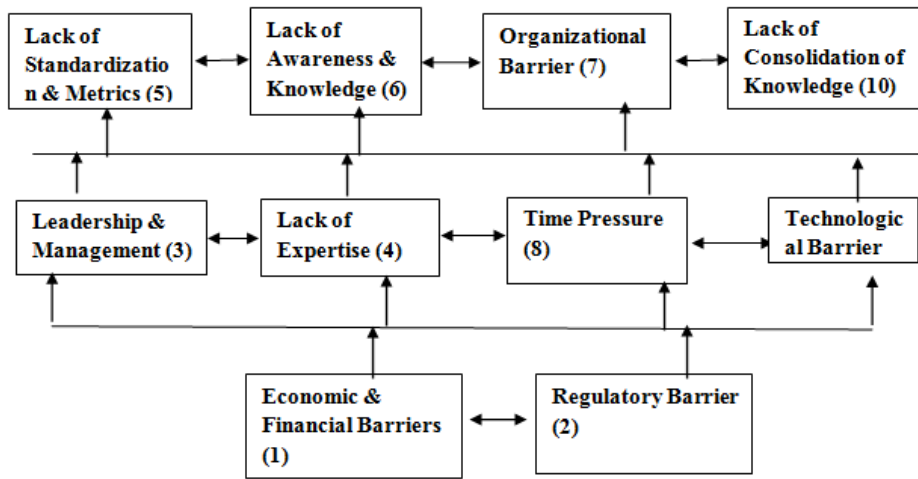 Lack of
Standardizatio
n & Metrics (5)
Lack of
Awareness &
Knowledge (6)
Organizational
Barrier (7)
Lack of
Consolidation of
Knowledge (10)
Leadership &
Management (3)
Lack of
Expertise (4)
Time Pressure
(8)
Technologic
al Barrier
Economic &
Financial Barriers
(1)
Regulatory Barrier
(2)